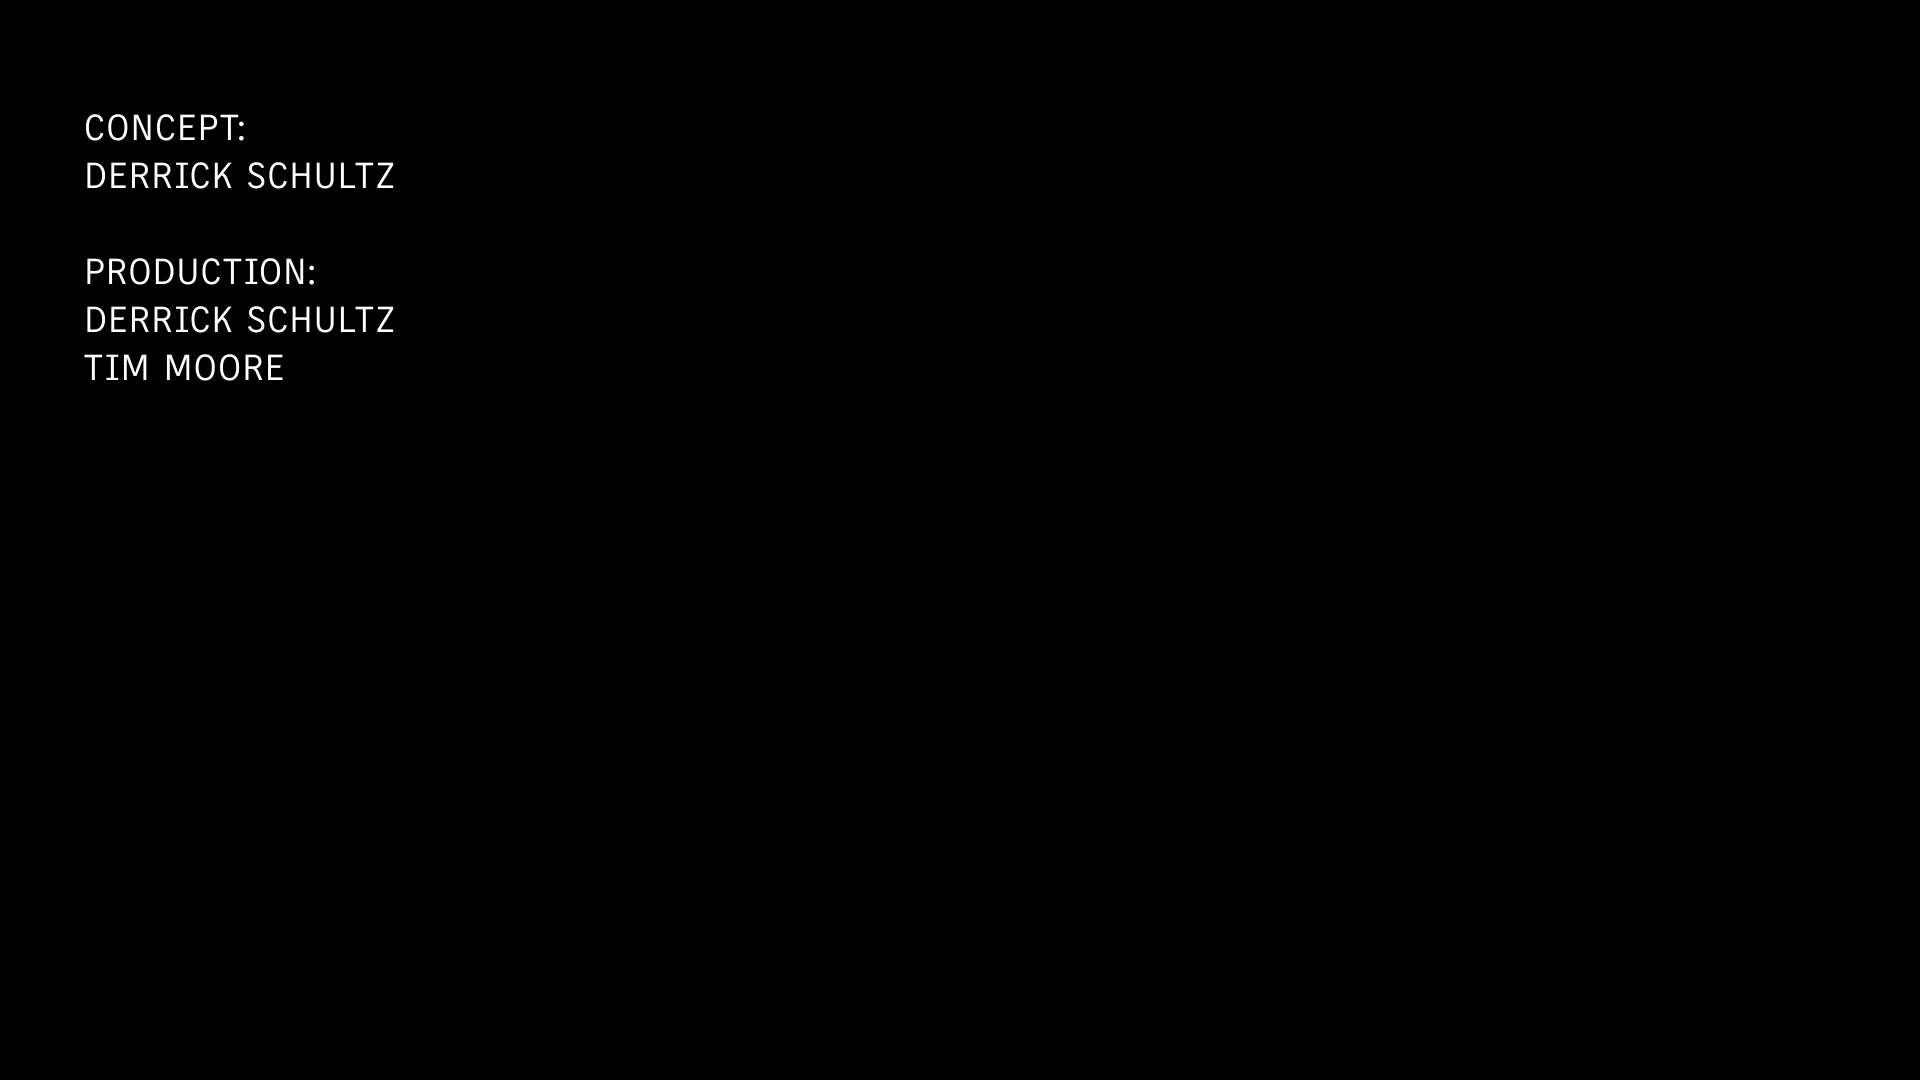 CONCEPT:
DERRICK SCHULTZ
PRODUCTION:
DERRICK SCHULTZ
TIM MOORE